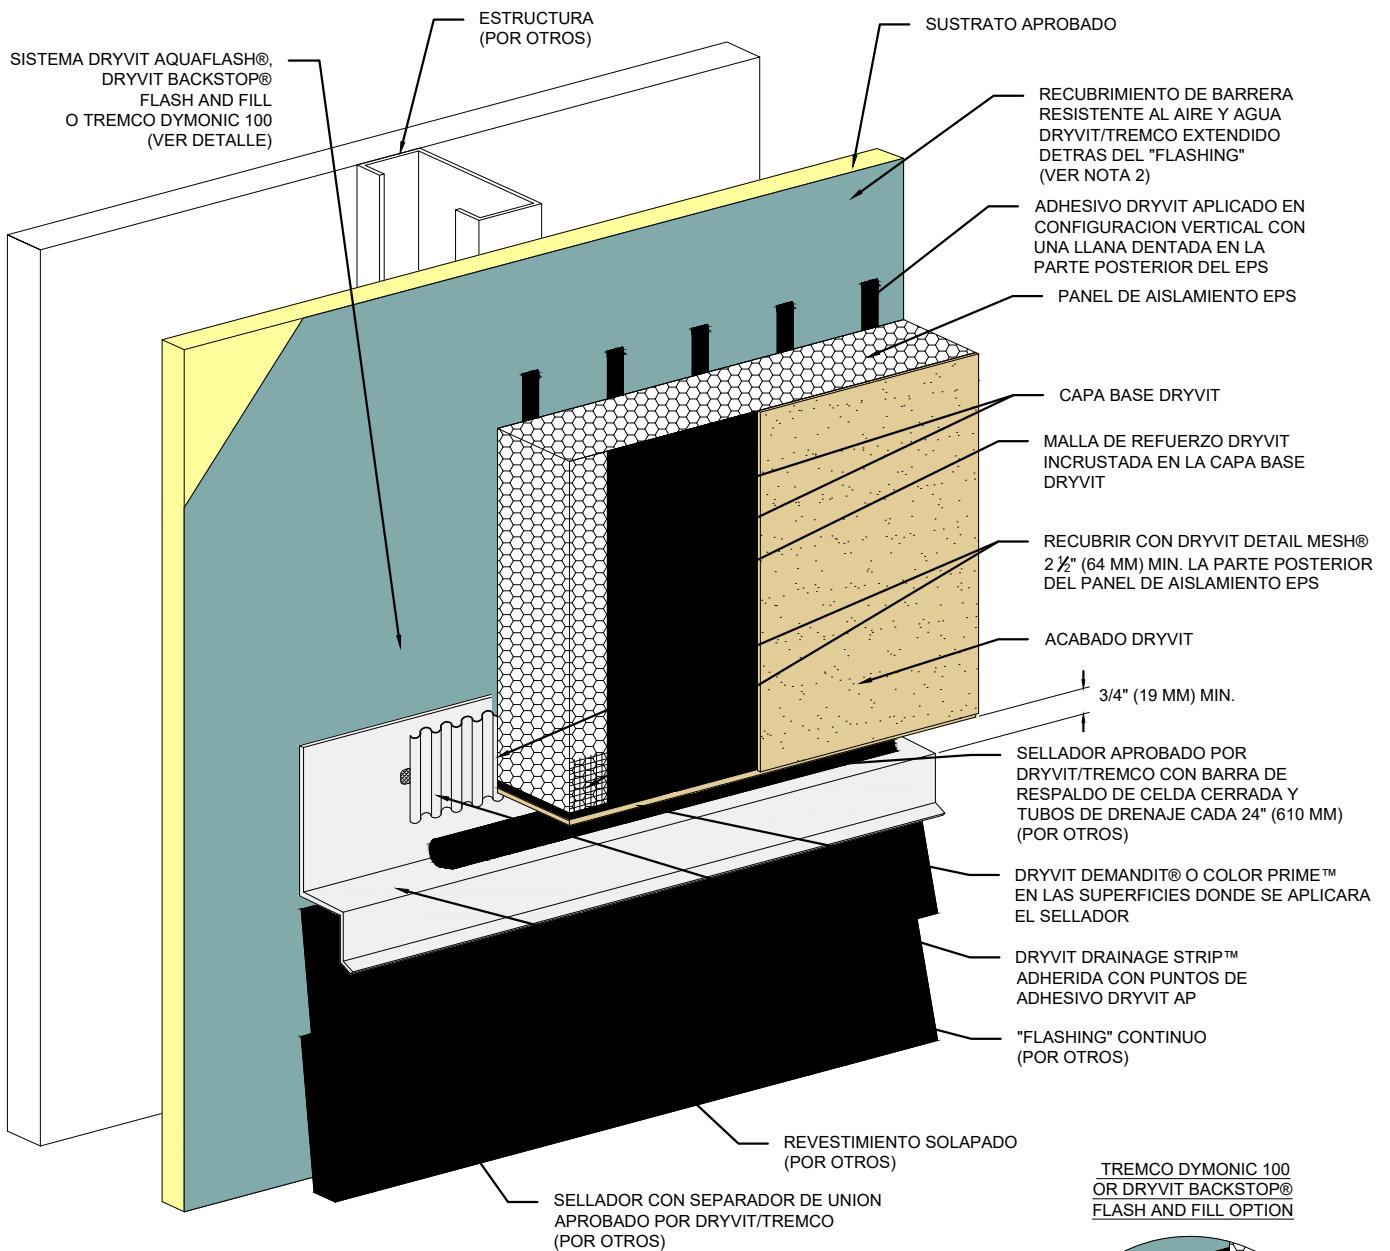 ESTRUCTURA
(POR OTROS)
SUSTRATO APROBADO
SISTEMA DRYVIT AQUAFLASH®,
DRYVIT BACKSTOP®
FLASH AND FILL
O TREMCO DYMONIC 100
(VER DETALLE)
RECUBRIMIENTO DE BARRERA
RESISTENTE AL AIRE Y AGUA
DRYVIT/TREMCO EXTENDIDO
DETRAS DEL "FLASHING"
(VER NOTA 2)
ADHESIVO DRYVIT APLICADO EN
CONFIGURACION VERTICAL CON
UNA LLANA DENTADA EN LA
PARTE POSTERIOR DEL EPS
PANEL DE AISLAMIENTO EPS
CAPA BASE DRYVIT
MALLA DE REFUERZO DRYVIT
INCRUSTADA EN LA CAPA BASE
DRYVIT
RECUBRIR CON DRYVIT DETAIL MESH®
2 ½" (64 MM) MIN. LA PARTE POSTERIOR
DEL PANEL DE AISLAMIENTO EPS
ACABADO DRYVIT
3/4" (19 MM) MIN.
SELLADOR APROBADO POR
DRYVIT/TREMCO CON BARRA DE
RESPALDO DE CELDA CERRADA Y
TUBOS DE DRENAJE CADA 24" (610 MM)
(POR OTROS)
DRYVIT DEMANDIT® O COLOR PRIME™
EN LAS SUPERFICIES DONDE SE APLICARA
EL SELLADOR
DRYVIT DRAINAGE STRIP™
ADHERIDA CON PUNTOS DE
ADHESIVO DRYVIT AP
"FLASHING" CONTINUO
(POR OTROS)
REVESTIMIENTO SOLAPADO
(POR OTROS)
SELLADOR CON SEPARADOR DE UNION
APROBADO POR DRYVIT/TREMCO
(POR OTROS)
TREMCO DYMONIC 100
OR DRYVIT BACKSTOP®
FLASH AND FILL OPTION